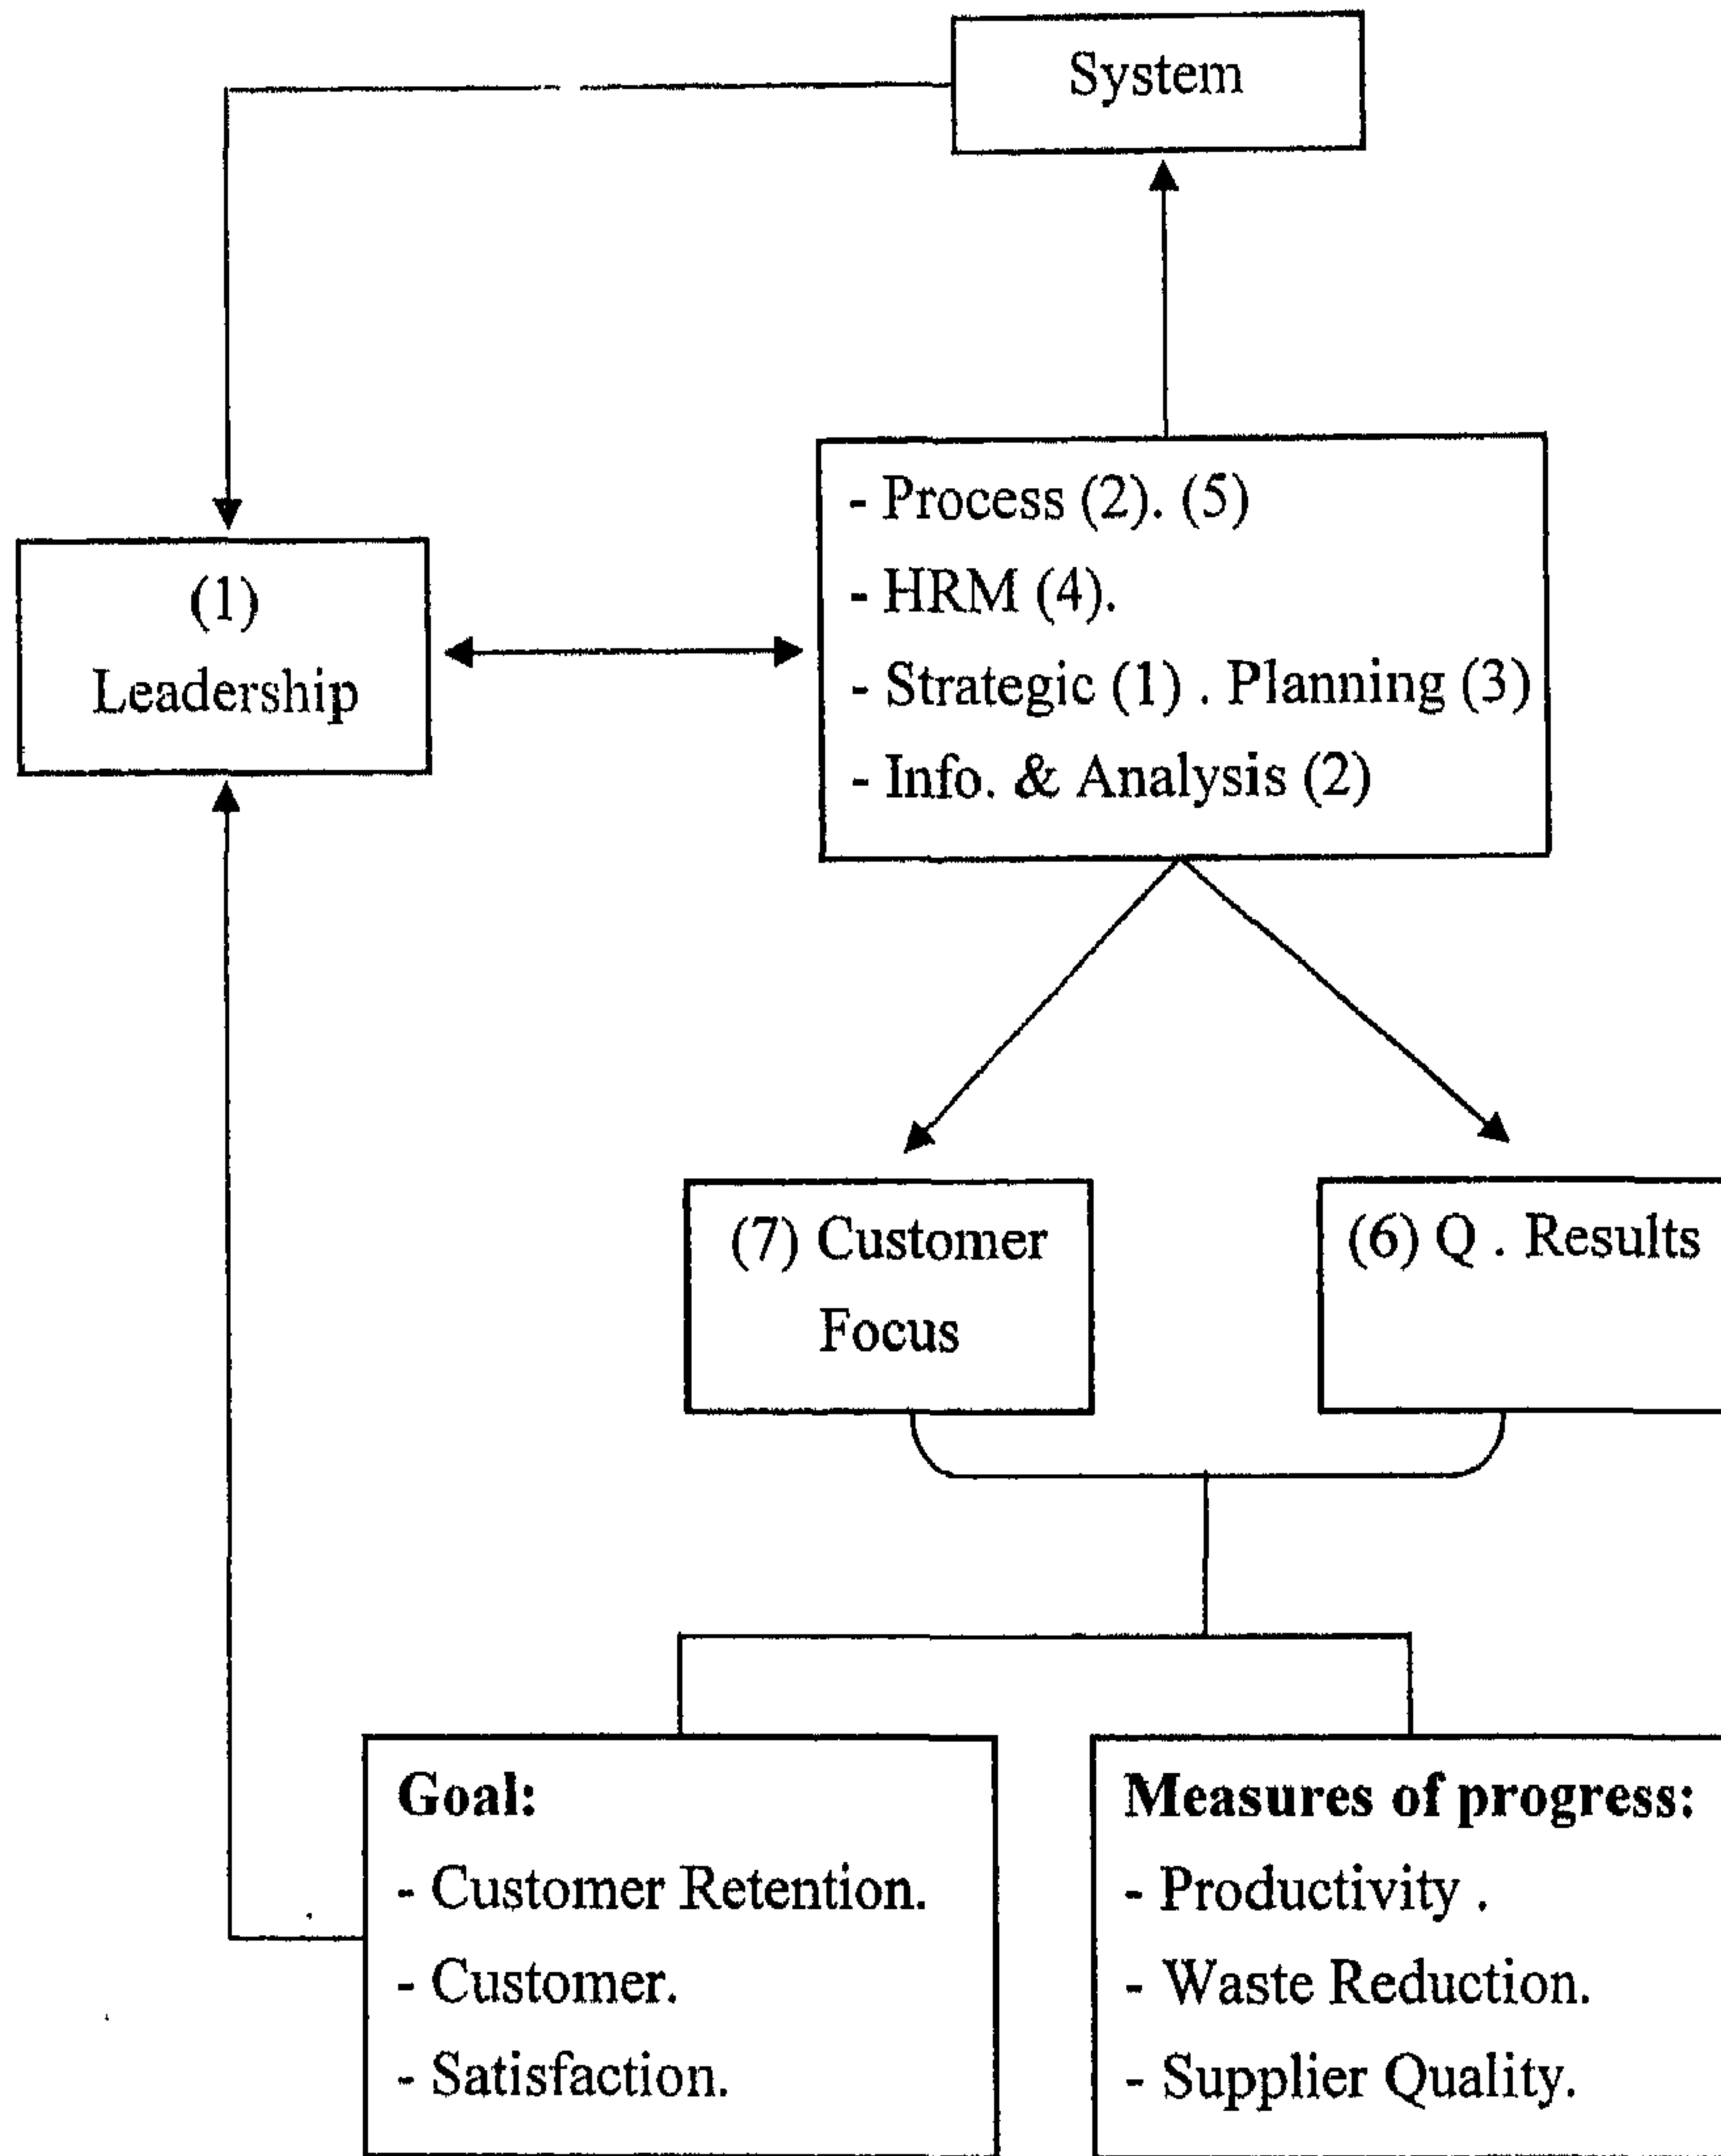 System
(1)
Leadership
- Process (2). (5)
- HRM (4).
- Strategic (1) . Planning (3)
- Info. & Analysis (2)
(7) Customer
Focus
(6) Q . Results
Goal:
- Customer Retention.
- Customer.
- Satisfaction.
Measures of progress:
- Productivity .
- Waste Reduction.
- Supplier Quality.